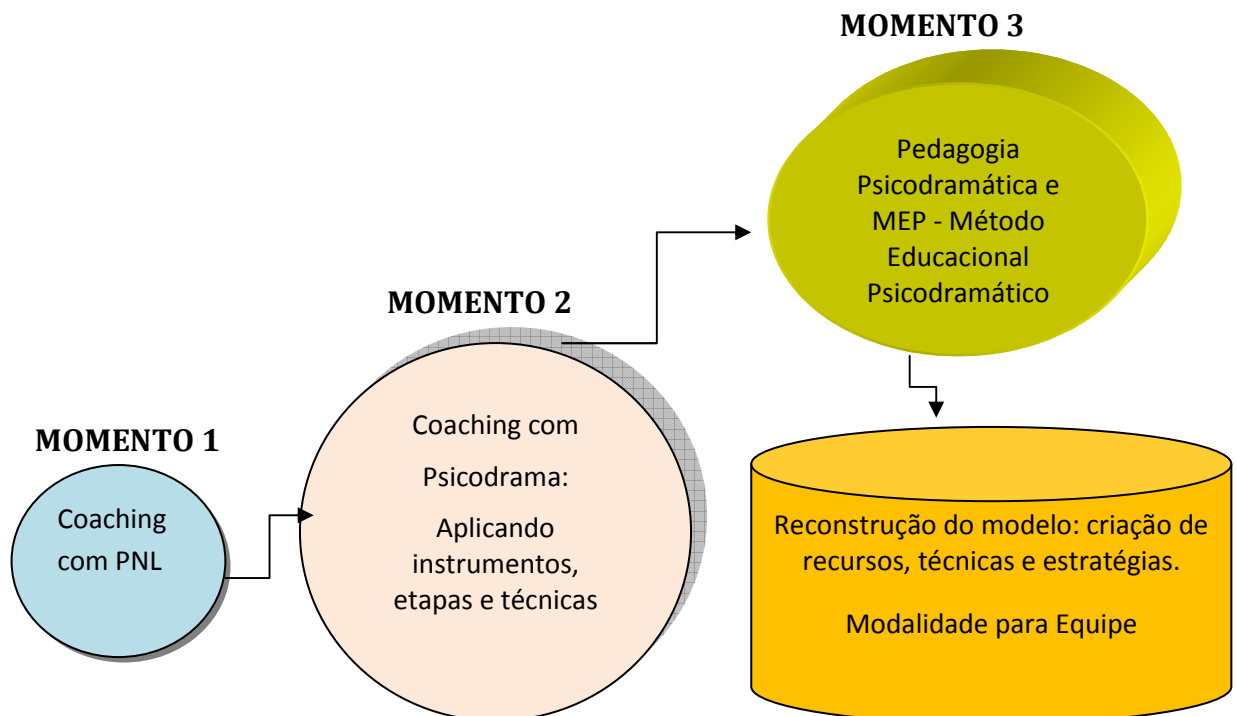 MOMENTO 1
Coaching
com PNL
MOMENTO 2
Coaching com
Psicodrama:
Aplicando
instrumentos,
etapas e técnicas
MOMENTO 3
Pedagogia
Psicodramática e
MEP - Método
Educacional
Psicodramático
Reconstrução do modelo: criação de
recursos, técnicas e estratégias.
Modalidade para Equipe